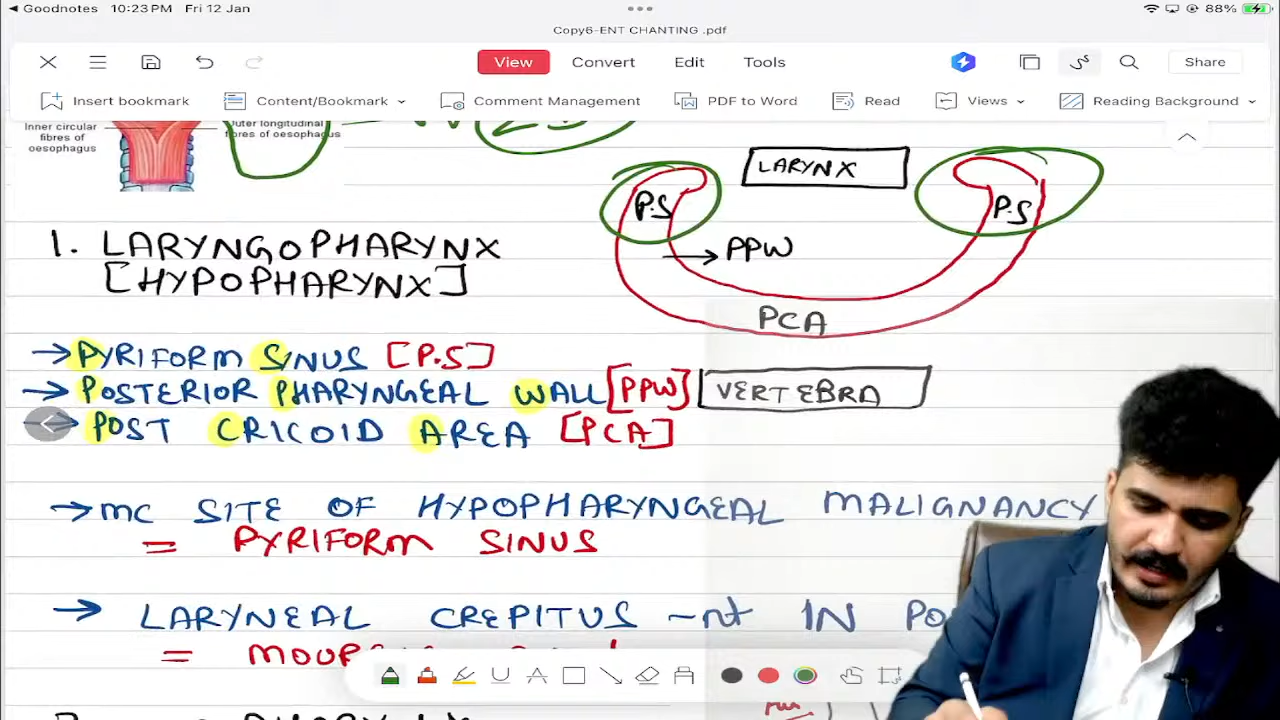 Goodnotes 10:23 PM Fri 12 Jan 88%
Copy6-ENT CHANTING .pdf
View Convert Edit Tools Share
Insert bookmark Content/Bookmark Comment Management PDF to Word Read Views Reading Background
Inner circular
fibres of
oesophagus
Outer longitudinal
fibres of oesophagus
LARYNX
P.S
P.S
PPW
PCA
VERTEBRA
1. LARYNGOPHARYNX
[HYPOPHARYNX]
→ PYRIFORM SINUS [P.S]
→ POSTERIOR PHARYNGEAL WALL [PPW]
→ POST CRICOID AREA [PCA]
→ mc SITE OF HYPOPHARYNGEAL MALIGNANCY
= PYRIFORM SINUS
→ LARYNEAL CREPITUS -nt IN PO
=